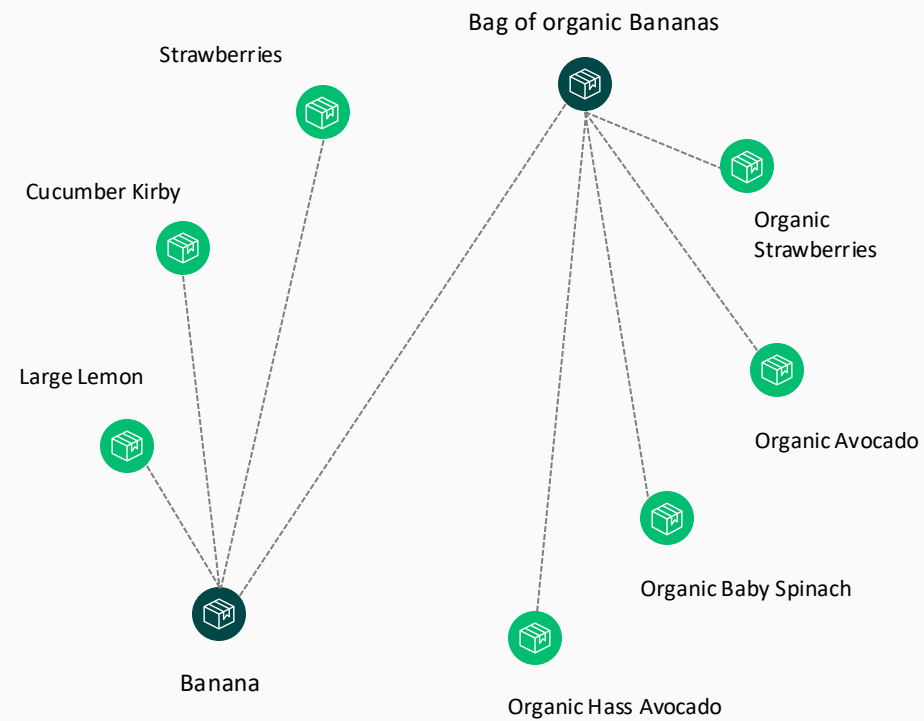 Bag of organic Bananas
Strawberries
Cucumber Kirby
Organic
Strawberries
Large Lemon
Organic Avocado
Organic Baby Spinach
Banana
Organic Hass Avocado